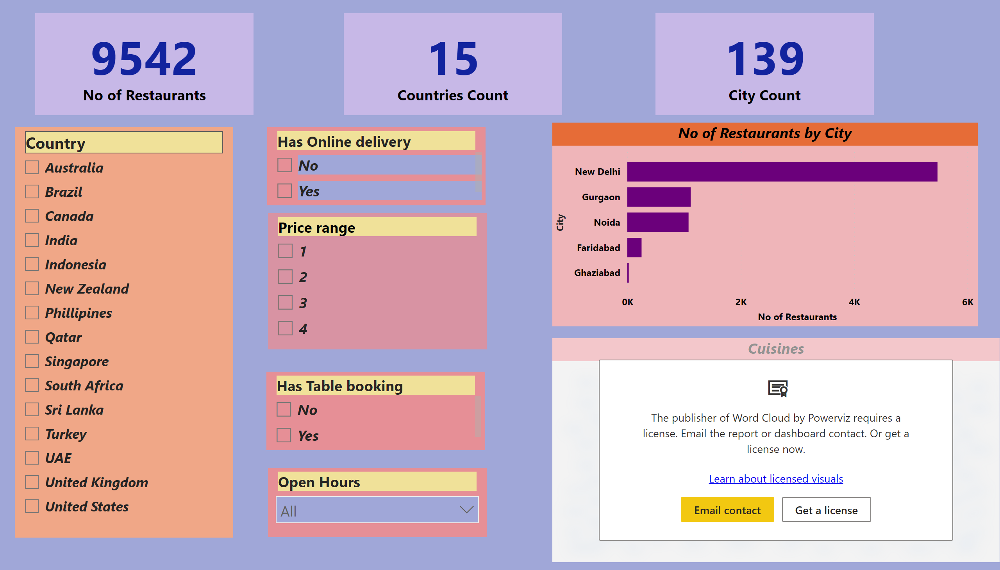 9542
No of Restaurants
15
Countries Count
139
City Count
Country
Australia
Brazil
Canada
India
Indonesia
New Zealand
Phillipines
Qatar
Singapore
South Africa
Sri Lanka
Turkey
UAE
United Kingdom
United States
Has Online delivery
No
Yes
Price range
1
2
3
4
Has Table booking
No
Yes
Open Hours
All
No of Restaurants by City
City
New Delhi
Gurgaon
Noida
Faridabad
Ghaziabad
0K 2K 4K 6K
No of Restaurants
Cuisines
The publisher of Word Cloud by Powerviz requires a
license. Email the report or dashboard contact. Or get a
license now.
Learn about licensed visuals
Email contact Get a license